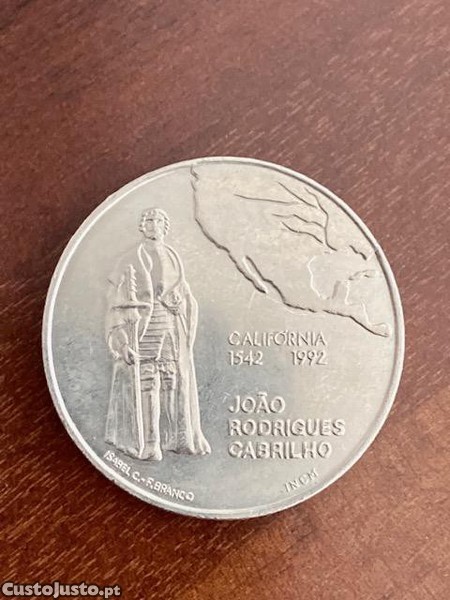 CALIFÓRNIA
1542 1992
JOÃO
RODRIGUES
CABRILHO
ISABEL C. - F. BRANCO
INCM
CustoJusto.pt